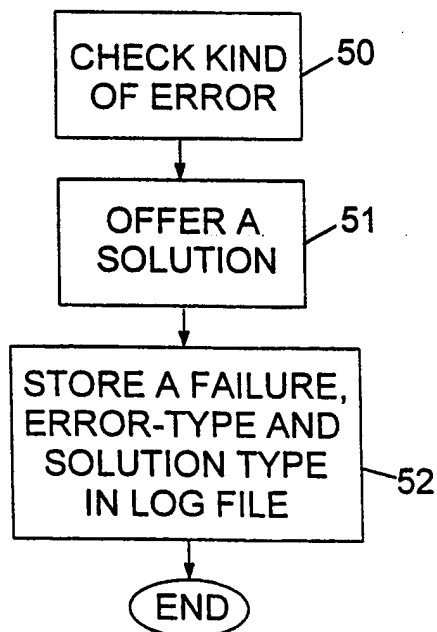 CHECK KIND
OF ERROR
50
OFFER A
SOLUTION
51
STORE A FAILURE,
ERROR-TYPE AND
SOLUTION TYPE
IN LOG FILE
52
END